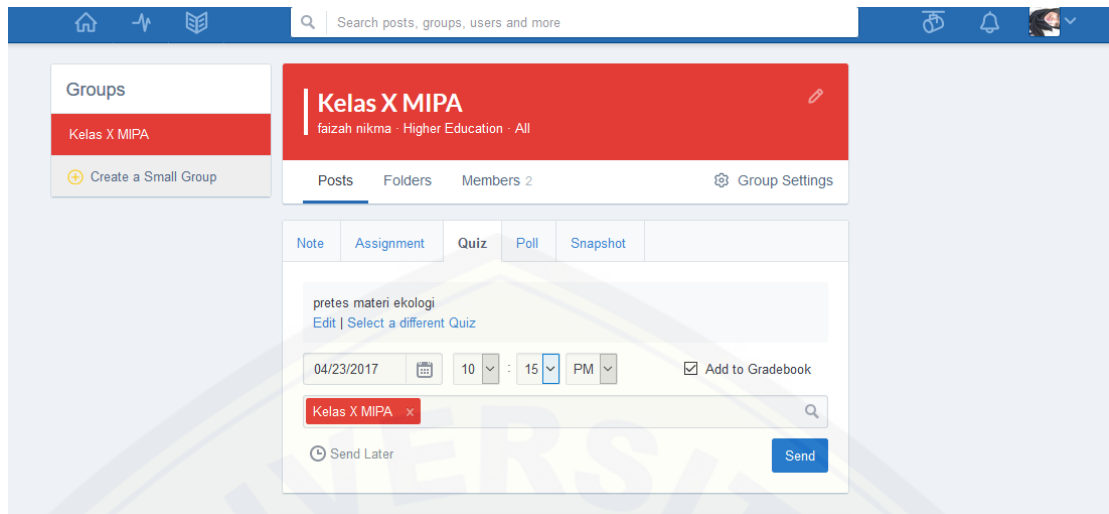 Search posts, groups, users and more
Groups
Kelas X MIPA
Create a Small Group
Kelas X MIPA
faizah nikma · Higher Education · All
Posts Folders Members 2 Group Settings
Note Assignment Quiz Poll Snapshot
pretes materi ekologi
Edit | Select a different Quiz
04/23/2017 10 : 15 PM Add to Gradebook
Kelas X MIPA ×
Send Later Send
VERSIT